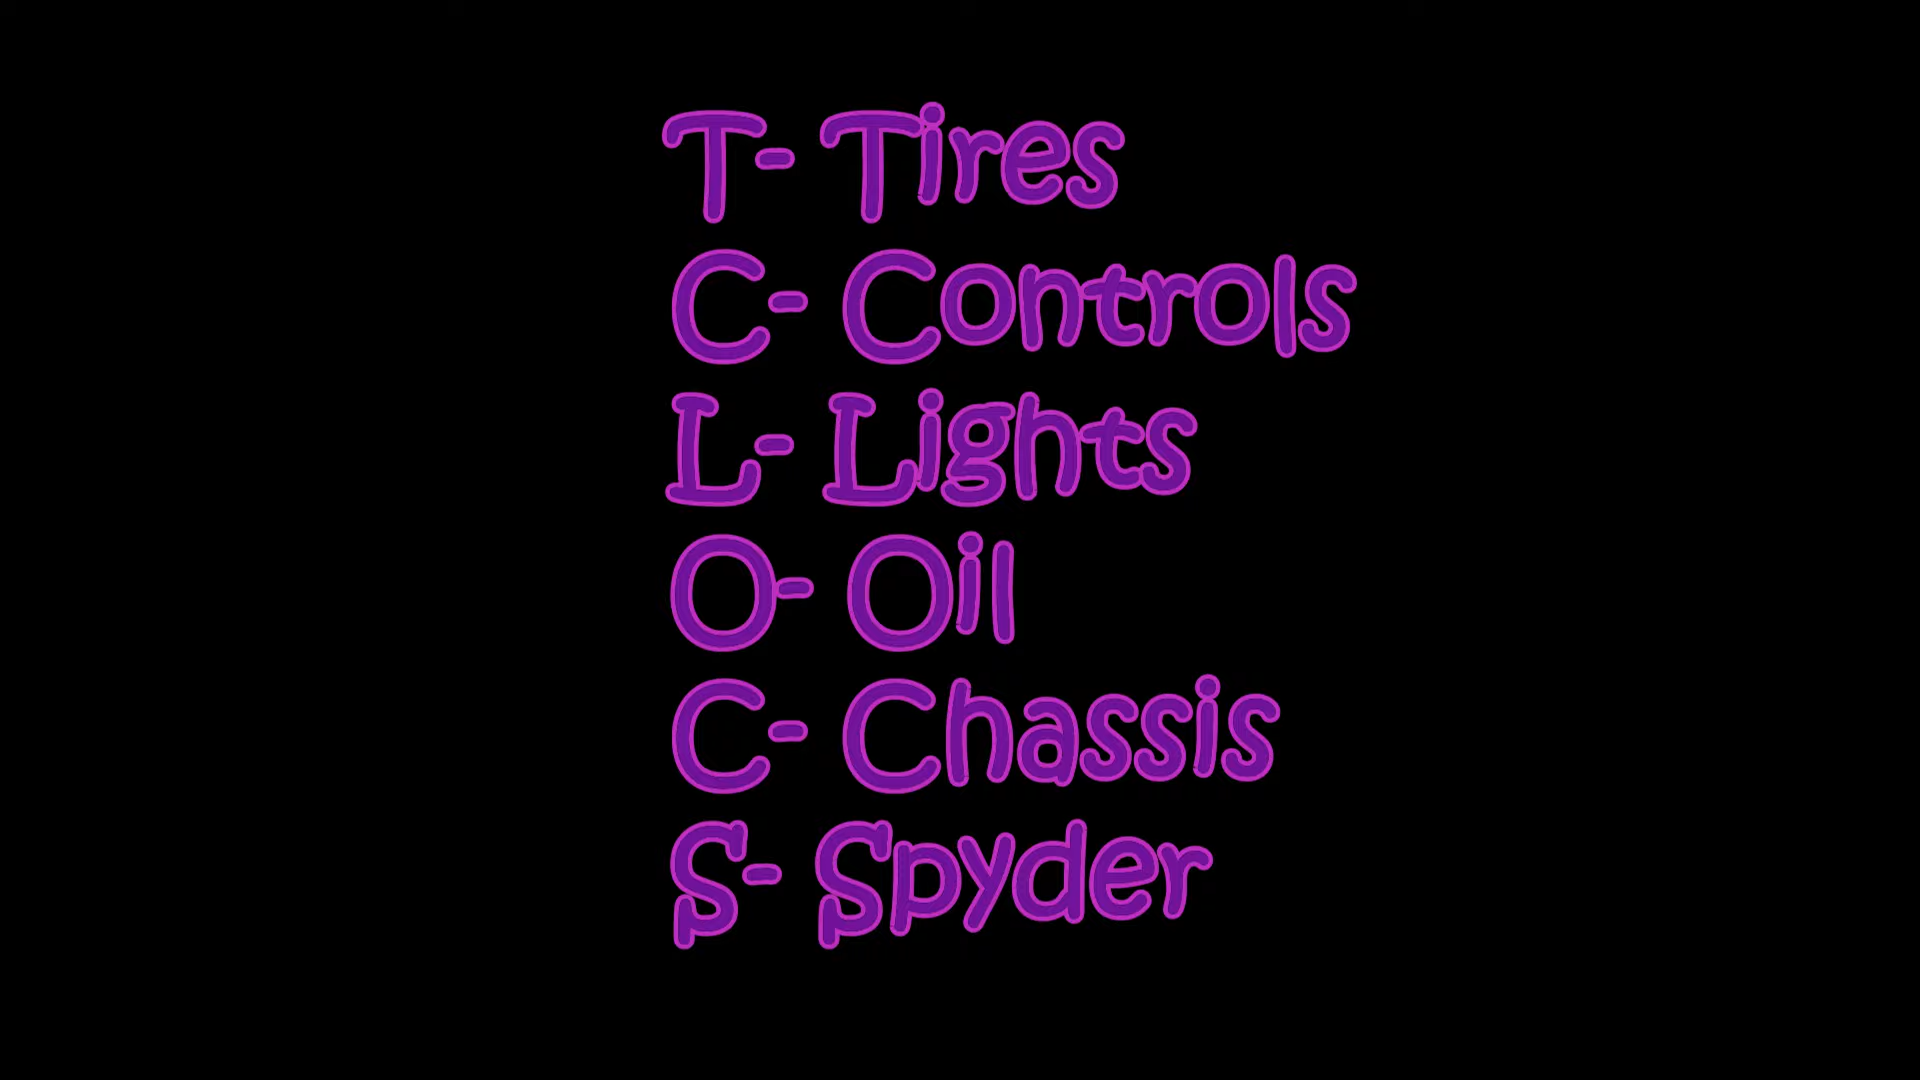 T- Tires
C- Controls
L- Lights
O- Oil
C- Chassis
S- Spyder